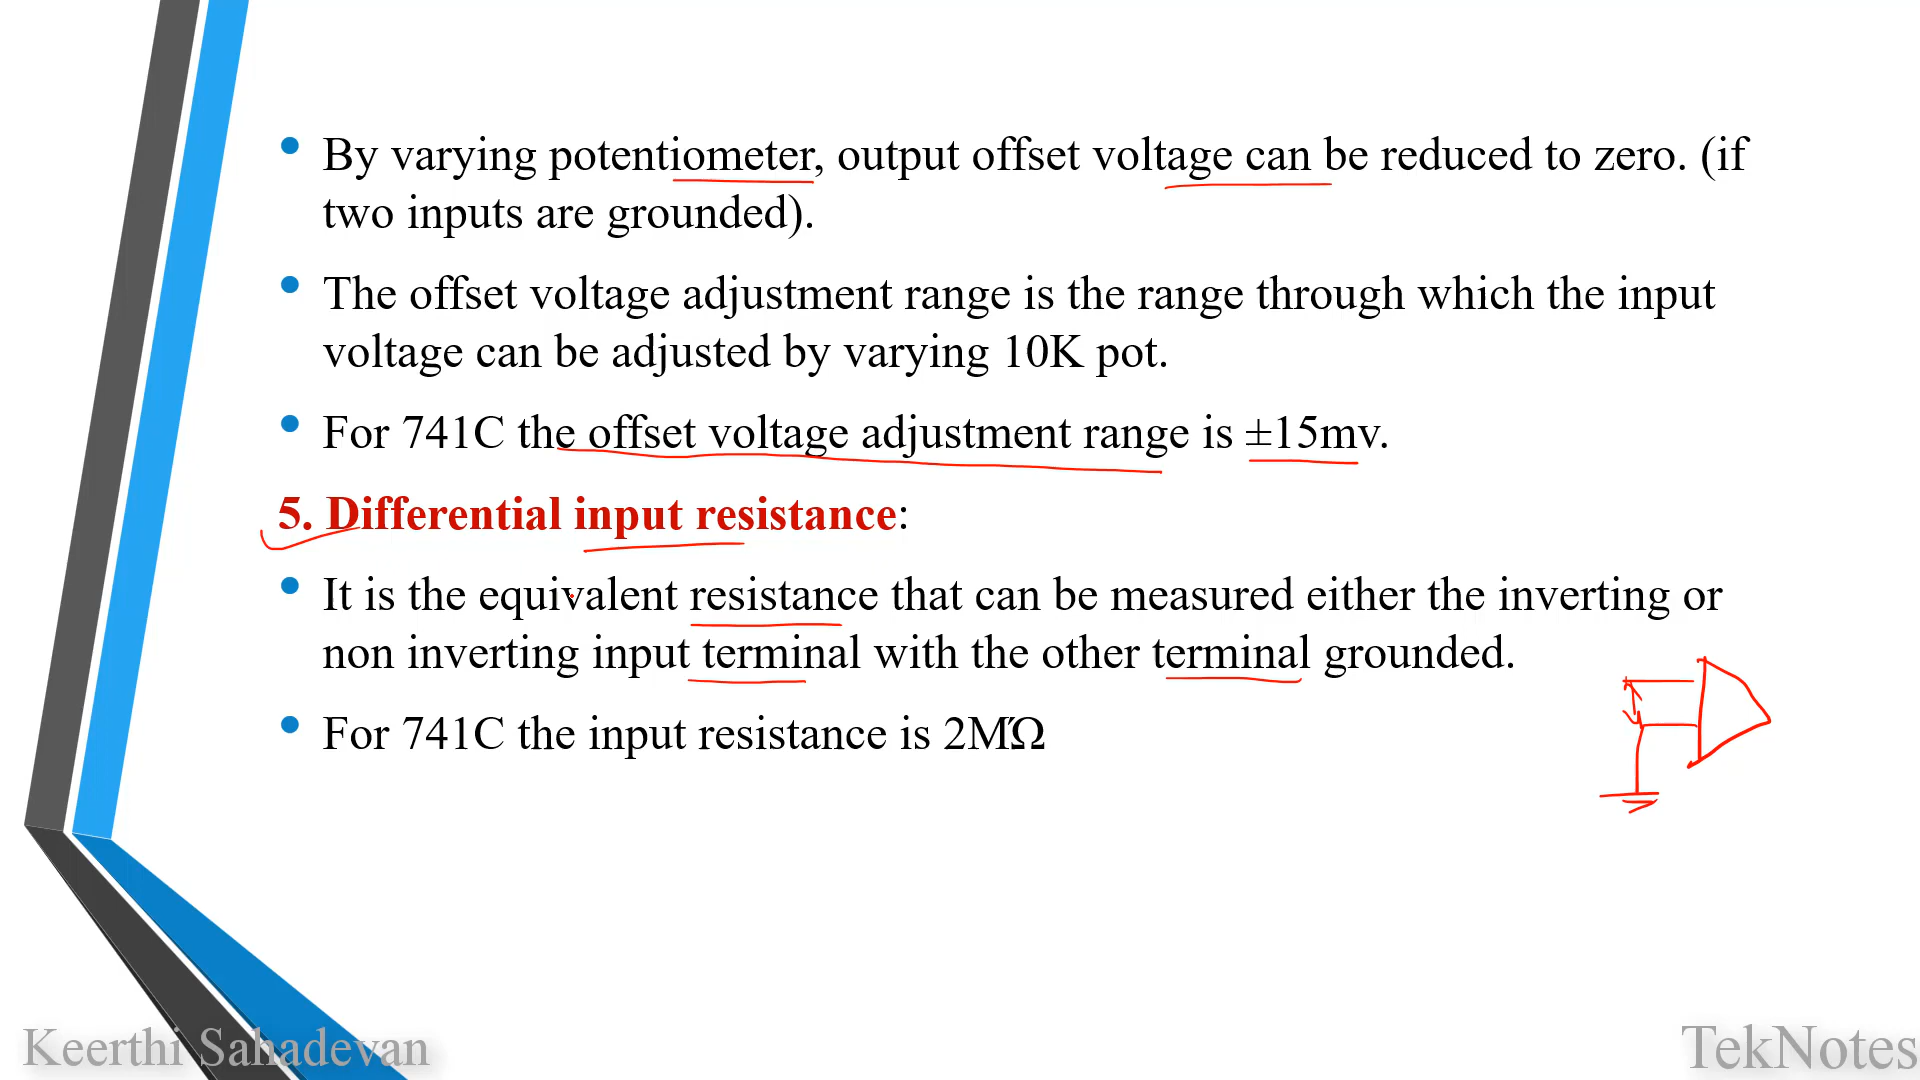 By varying potentiometer, output offset voltage can be reduced to zero. (if
two inputs are grounded).
The offset voltage adjustment range is the range through which the input
voltage can be adjusted by varying 10K pot.
For 741C the offset voltage adjustment range is ±15mv.
5. Differential input resistance:
It is the equivalent resistance that can be measured either the inverting or
non inverting input terminal with the other terminal grounded.
For 741C the input resistance is 2MΏ
Keerthi Sahadevan
TekNotes